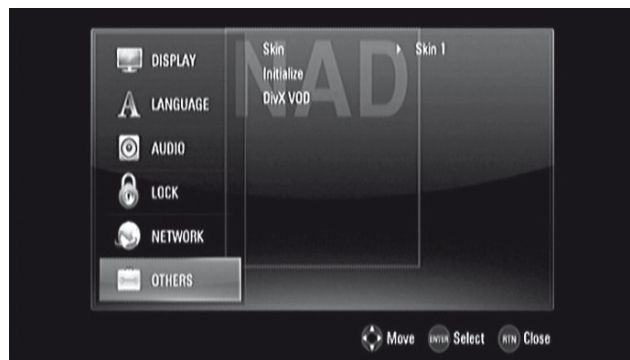 NAD
DISPLAY
LANGUAGE
AUDIO
LOCK
NETWORK
OTHERS
Skin Skin 1
Initialize
DivX VOD
Move ENTER Select RTN Close